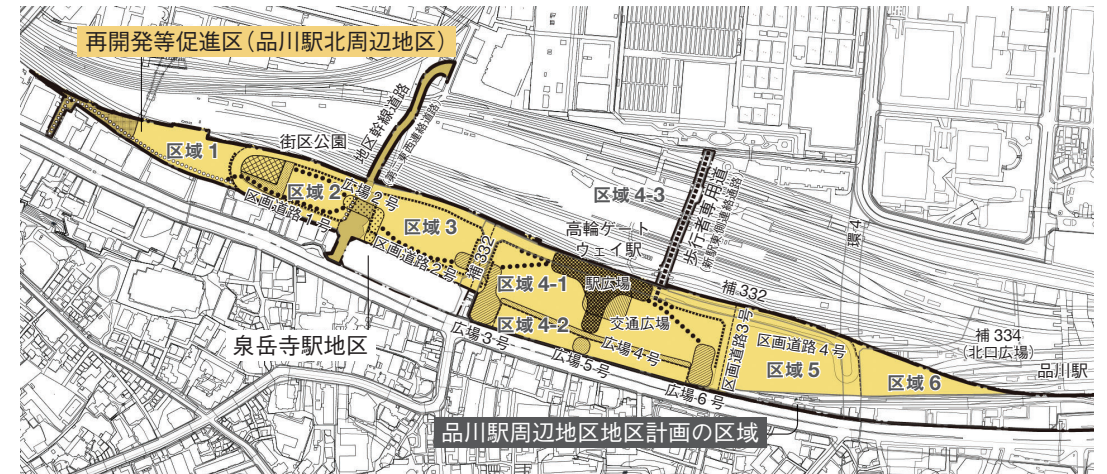 再開発等促進区(品川駅北周辺地区)
地区幹線道路
(第二東西連絡道路)
街区公園
区域 1
区域 2
広場 2 号
区画道路 1 号
区域 3
区画道路 2 号
補 332
区域 4-3
高輪ゲート
ウェイ駅
歩行者専用道
(新駅東側連絡通路)
環 4
区域 4-1
駅広場
補 332
区域 4-2
交通広場
広場 4 号
区画道路 3 号
区画道路 4 号
補 334
(北口広場)
品川駅
泉岳寺駅地区
広場 3 号
広場 5 号
広場 6 号
区域 5
区域 6
品川駅周辺地区地区計画の区域